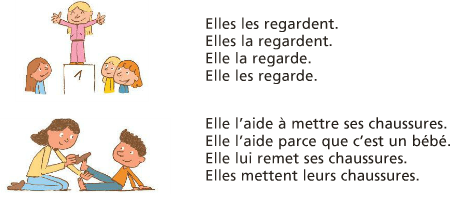 1
Elles les regardent.
Elles la regardent.
Elle la regarde.
Elle les regarde.
Elle l'aide à mettre ses chaussures.
Elle l'aide parce que c'est un bébé.
Elle lui remet ses chaussures.
Elles mettent leurs chaussures.